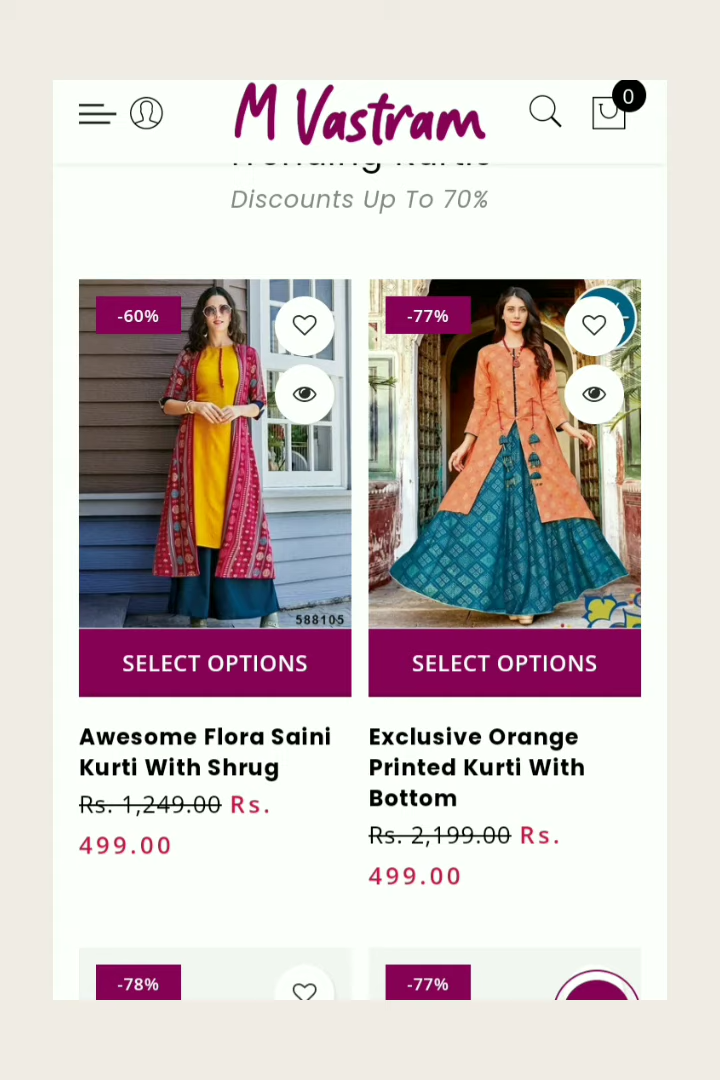 0
M Vastram
Trending Kurtis
Discounts Up To 70%
-60%
-77%
588105
SELECT OPTIONS
SELECT OPTIONS
Awesome Flora Saini
Kurti With Shrug
Rs. 1,249.00 Rs.
499.00
Exclusive Orange
Printed Kurti With
Bottom
Rs. 2,199.00 Rs.
499.00
-78%
-77%